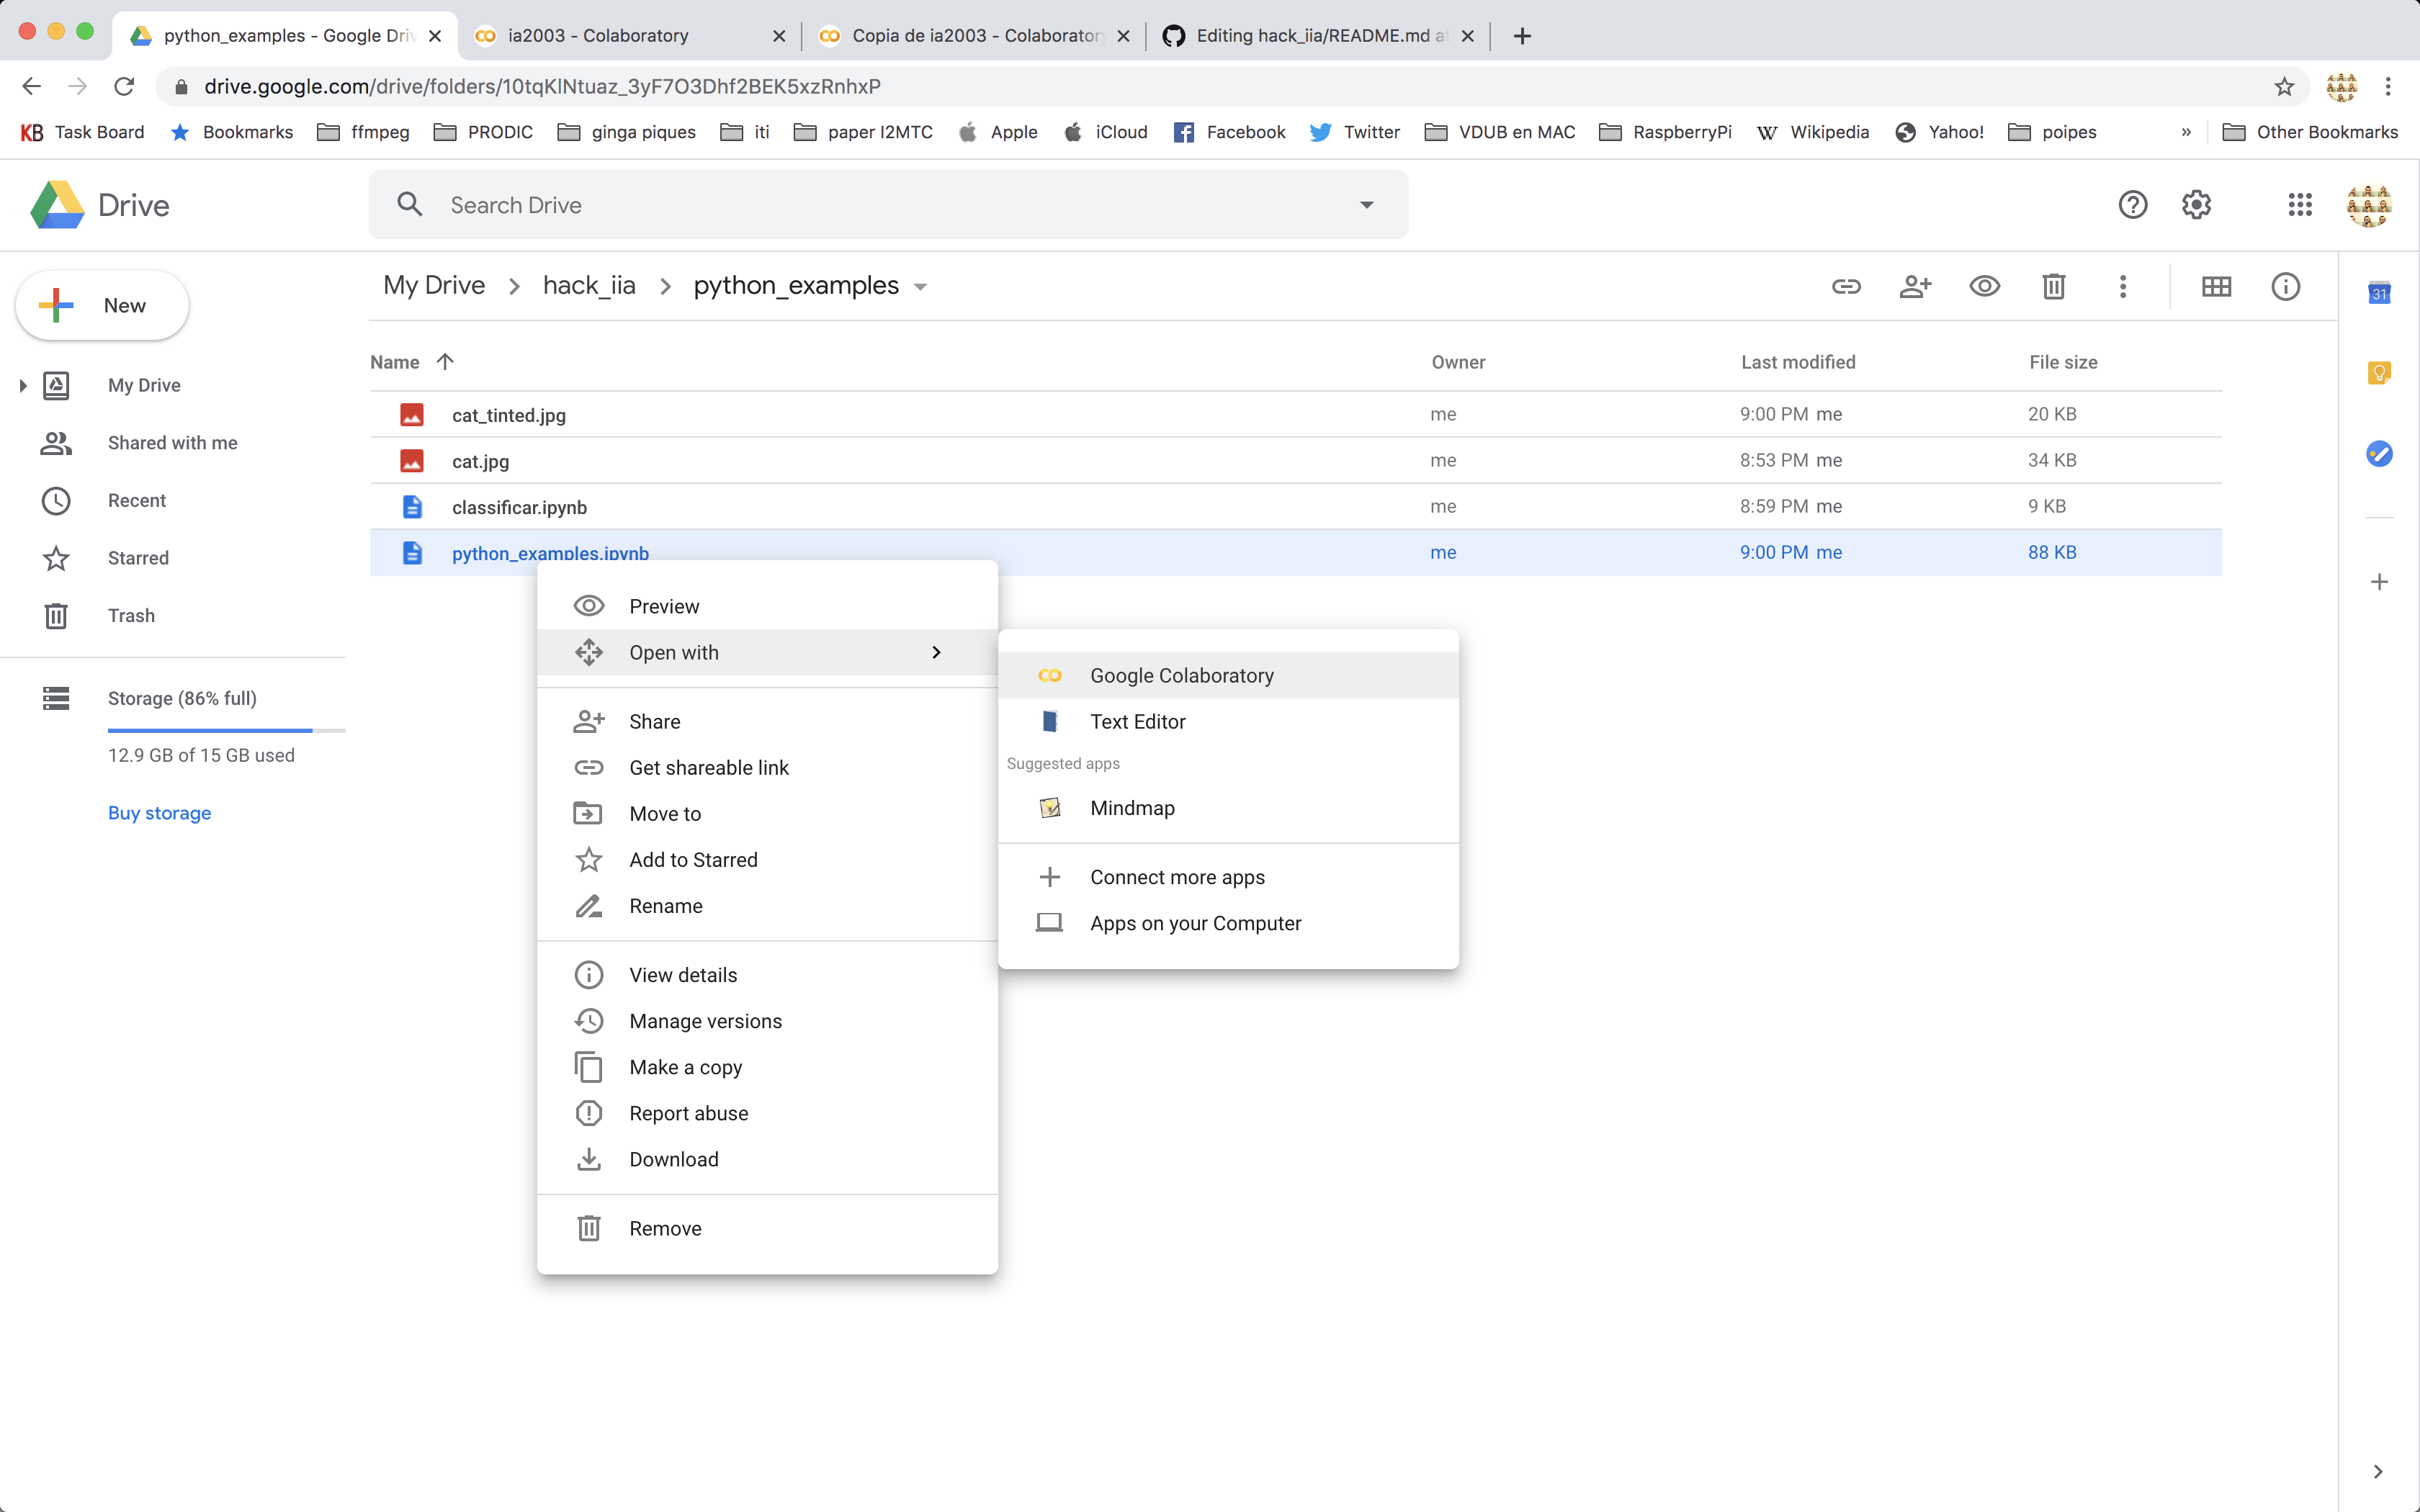 python_examples - Google Driv
ia2003 - Colaboratory
Copia de ia2003 - Colaboratory
Editing hack_iia/README.md at
drive.google.com/drive/folders/10tqKlNtuaz_3yF7O3Dhf2BEK5xzRnhxP
KB Task Board Bookmarks ffmpeg PRODIC ginga piques iti paper I2MTC Apple iCloud Facebook Twitter VDUB en MAC RaspberryPi W Wikipedia Yahoo! poipes » Other Bookmarks
Drive
Search Drive
New
My Drive > hack_iia > python_examples
31
Name Owner Last modified File size
cat_tinted.jpg me 9:00 PM me 20 KB
cat.jpg me 8:53 PM me 34 KB
classificar.ipynb me 8:59 PM me 9 KB
python_examples.ipynb me 9:00 PM me 88 KB
My Drive
Shared with me
Recent
Starred
Trash
Storage (86% full)
12.9 GB of 15 GB used
Buy storage
Preview
Open with
Share
Get shareable link
Move to
Add to Starred
Rename
View details
Manage versions
Make a copy
Report abuse
Download
Remove
Google Colaboratory
Text Editor
Suggested apps
Mindmap
Connect more apps
Apps on your Computer